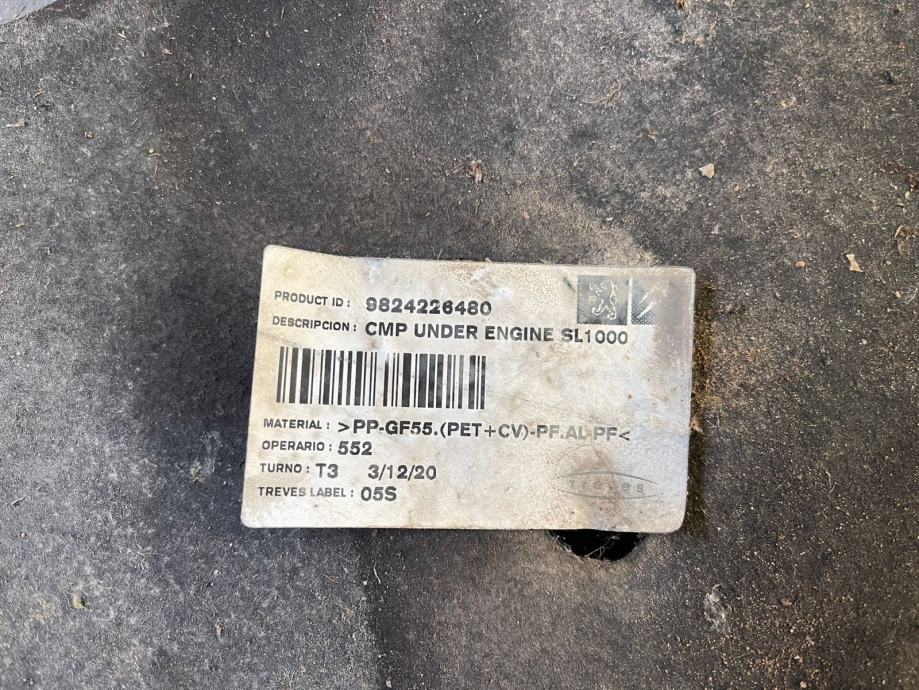 PRODUCT ID : 9824226480
DESCRIPCION : CMP UNDER ENGINE SL1000
MATERIAL : >PP-GF55.(PET+CV)-PF.AL.PF<
OPERARIO : 552
TURNO : T3 3/12/20
TREVES LABEL : 05S
Treves